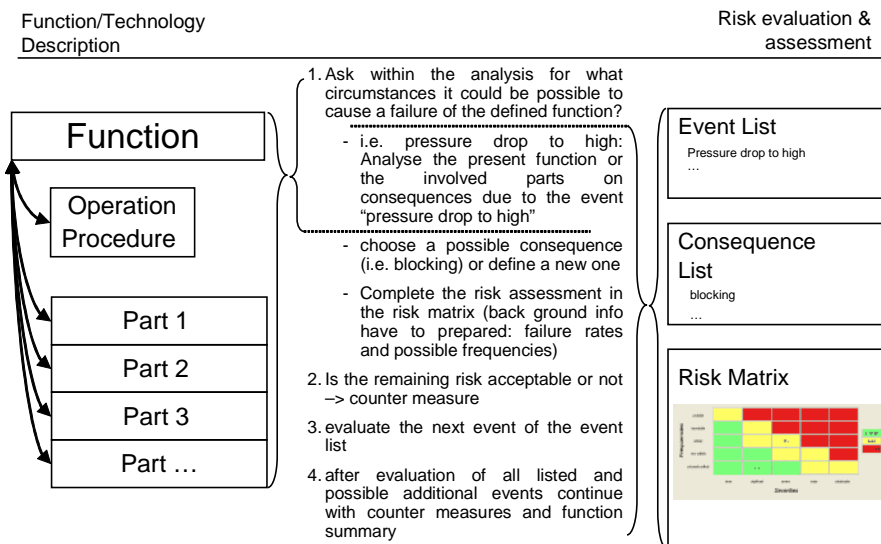 Function/Technology
Description
Risk evaluation &
assessment
Function
Operation
Procedure
Part 1
Part 2
Part 3
Part …
1. Ask within the analysis for what
circumstances it could be possible to
cause a failure of the defined function?
- i.e. pressure drop to high:
Analyse the present function or
the involved parts on
consequences due to the event
“pressure drop to high”
- choose a possible consequence
(i.e. blocking) or define a new one
- Complete the risk assessment in
the risk matrix (back ground info
have to prepared: failure rates
and possible frequencies)
2. Is the remaining risk acceptable or not
–> counter measure
3. evaluate the next event of the event
list
4. after evaluation of all listed and
possible additional events continue
with counter measures and function
summary
Event List
Pressure drop to high
…
Consequence
List
blocking
…
Risk Matrix
Frequencies
Severities